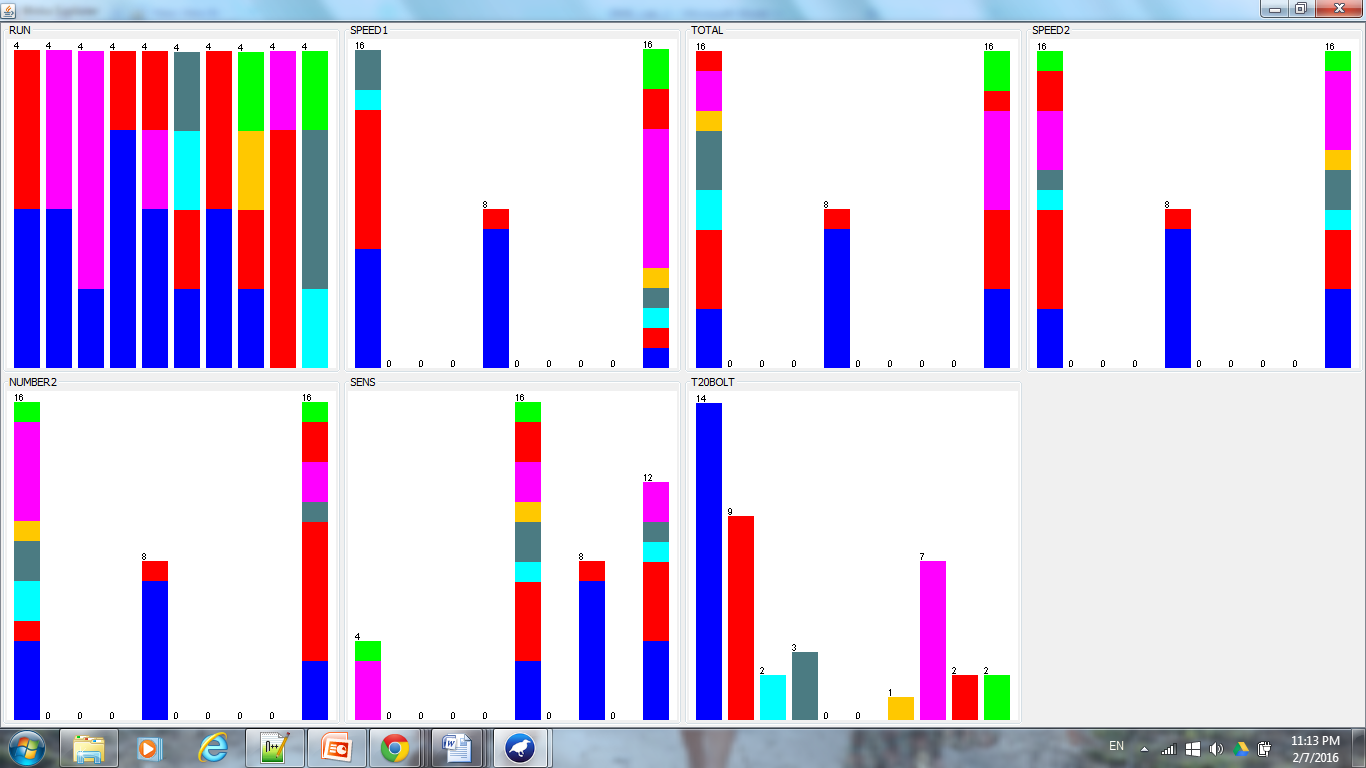 RUN
4 4 4 4 4 4 4 4 4 4
SPEED1
16 0 0 0 8 0 0 0 0 16
TOTAL
16 0 0 0 8 0 0 0 0 16
SPEED2
16 0 0 0 8 0 0 0 0 16
NUMBER2
16 0 0 0 8 0 0 0 0 16
SENS
4 0 0 0 0 16 0 8 0 12
T20BOLT
14 9 2 3 0 0 1 7 2 2
EN
11:13 PM
2/7/2016